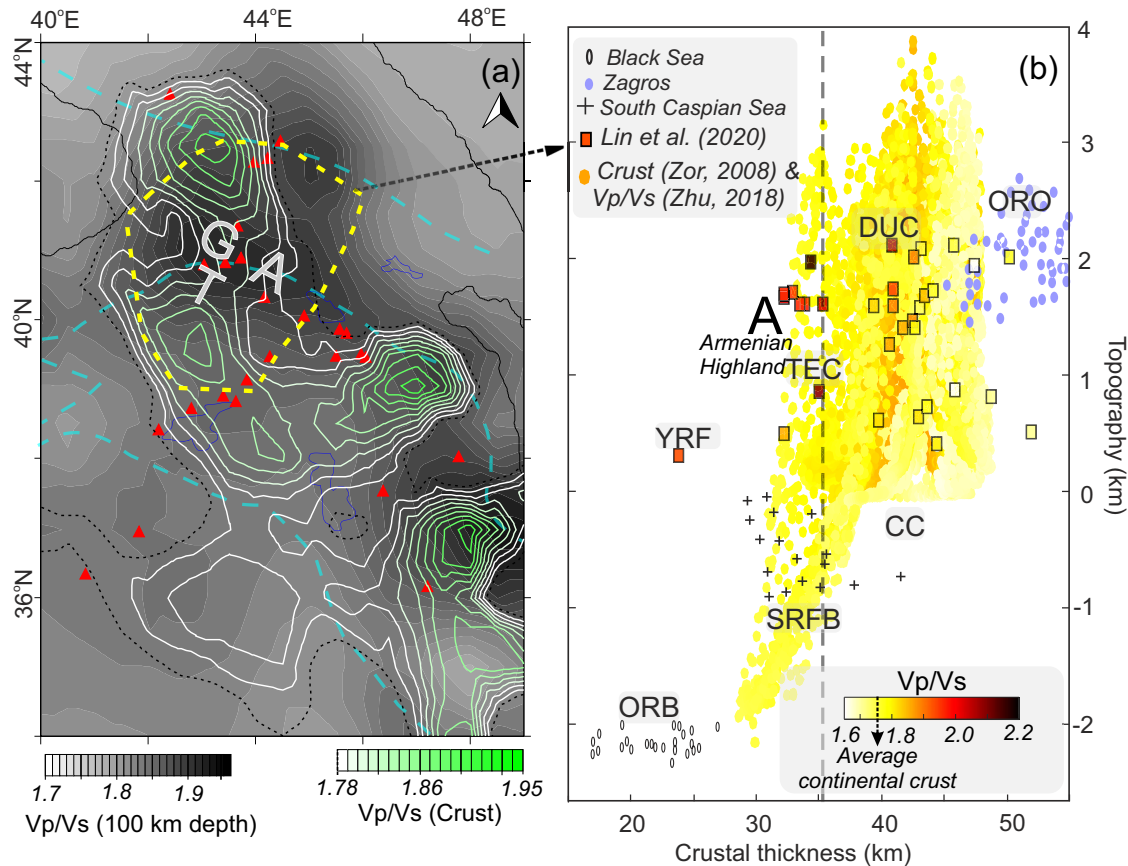 40°E
44°E
48°E
44°N
40°N
36°N
(a)
G
T
A
1.7
1.8
1.9
Vp/Vs (100 km depth)
1.78
1.86
1.95
Vp/Vs (Crust)
(b)
Black Sea
Zagros
South Caspian Sea
Lin et al. (2020)
Crust (Zor, 2008) &
Vp/Vs (Zhu, 2018)
ORO
DUC
A
Armenian
Highland
TEC
YRF
CC
SRFB
ORB
Vp/Vs
1.6
1.8
2.0
2.2
Average
continental crust
4
3
2
1
0
-1
-2
Topography (km)
20
30
40
50
Crustal thickness (km)